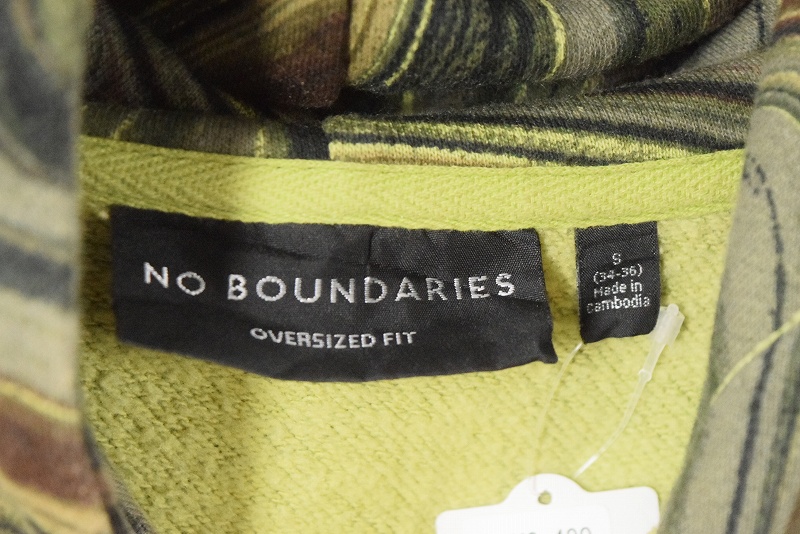 NO BOUNDARIES
OVERSIZED FIT
S
(34-36)
Made in
Cambodia